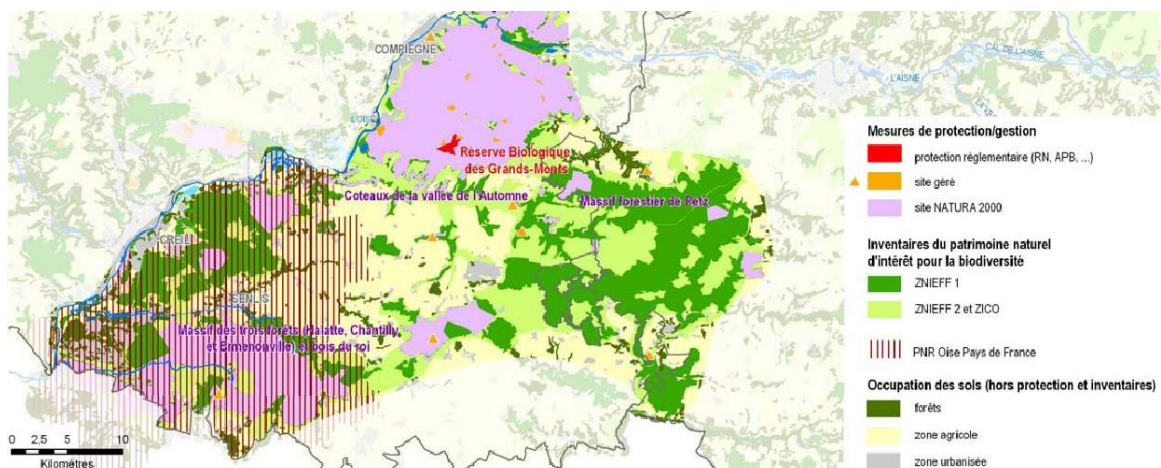 COMPIEGNE
CAL DE L'AISNE
L'AISNE
L'OISE
Réserve Biologique
des Grands-Monts
Coteaux de la vallée de l'Automne
Massif forestier de Retz
CREIL
SENLIS
Massif des trois forêts (Halatte, Chantilly,
et Ermenonville) et bois du roi
0 2,5 5 10
Kilomètres
Mesures de protection/gestion
protection réglementaire (RN, APB, ...)
site géré
site NATURA 2000
Inventaires du patrimoine naturel
d'intérêt pour la biodiversité
ZNIEFF 1
ZNIEFF 2 et ZICO
PNR Oise Pays de France
Occupation des sols (hors protection et inventaires)
forêts
zone agricole
zone urbanisée